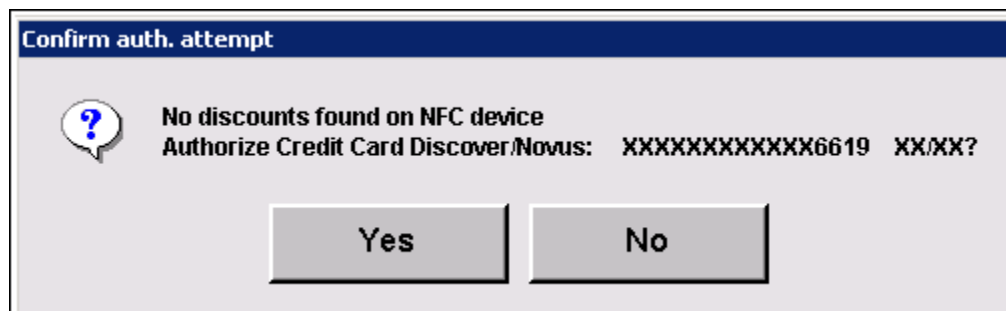 Confirm auth. attempt
?
No discounts found on NFC device
Authorize Credit Card Discover/Novus: XXXXXXXXXXXX6619 XX/XX?
Yes No